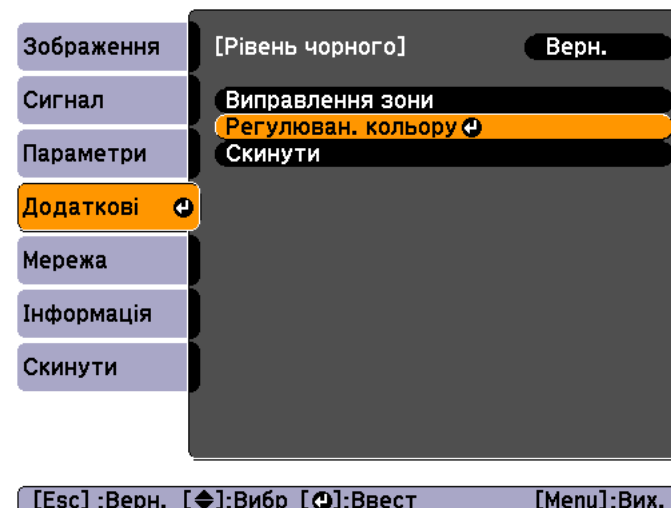 Зображення
Сигнал
Параметри
Додаткові
Мережа
Інформація
Скинути
[Рівень чорного] Верн.
Виправлення зони
Регулюван. кольору
Скинути
[Esc] :Верн. [◆]:Вибр [⏎]:Ввест [Menu]:Вих.